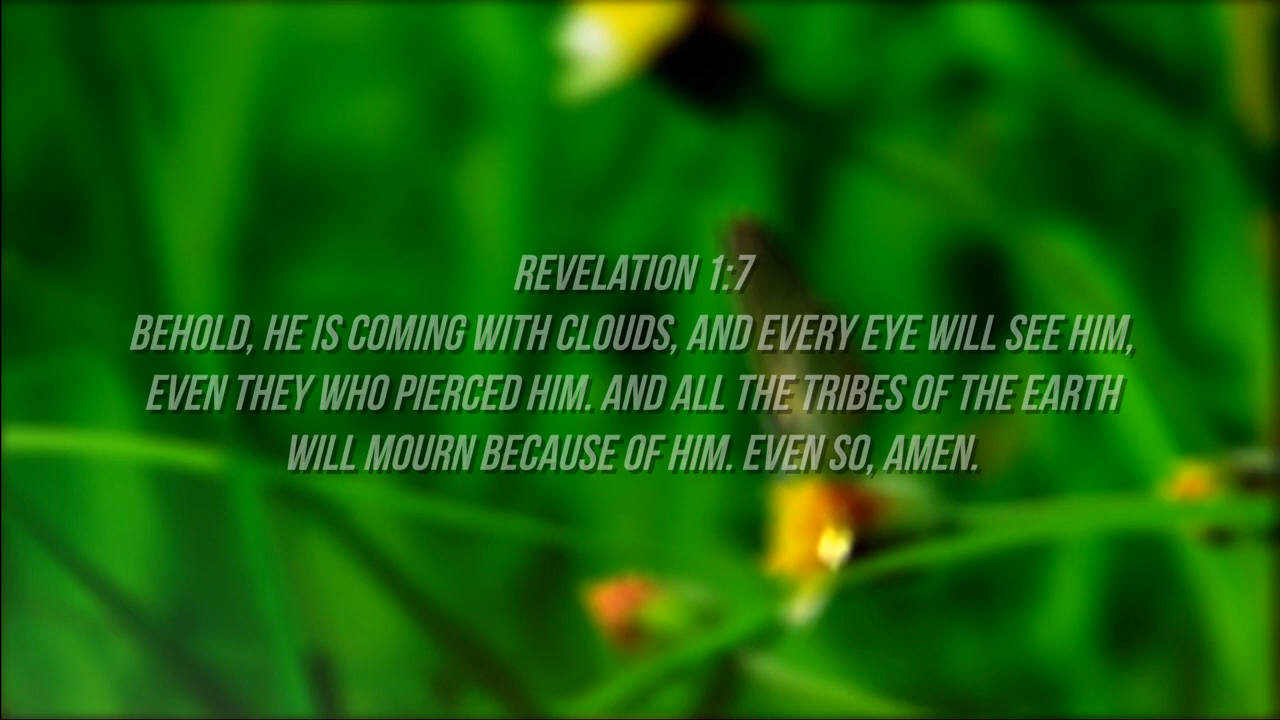 REVELATION 1:7
BEHOLD, HE IS COMING WITH CLOUDS, AND EVERY EYE WILL SEE HIM,
EVEN THEY WHO PIERCED HIM. AND ALL THE TRIBES OF THE EARTH
WILL MOURN BECAUSE OF HIM. EVEN SO, AMEN.